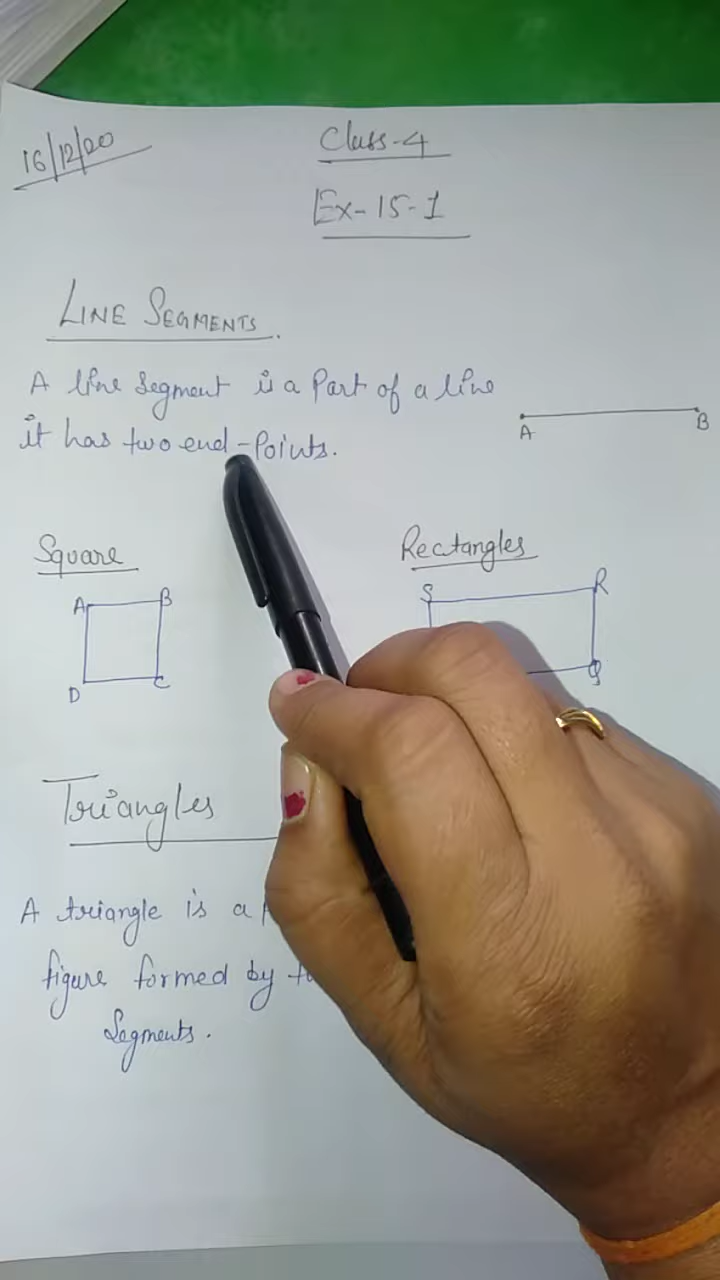 16/12/20
Class-4
Ex-15-1
LINE SEGMENTS.
A line segment is a Part of a line
it has two end-Points.
A B
Square
Rectangles
A B
D C
S R
Q
Triangles
A triangle is a
figure formed by
Segments.